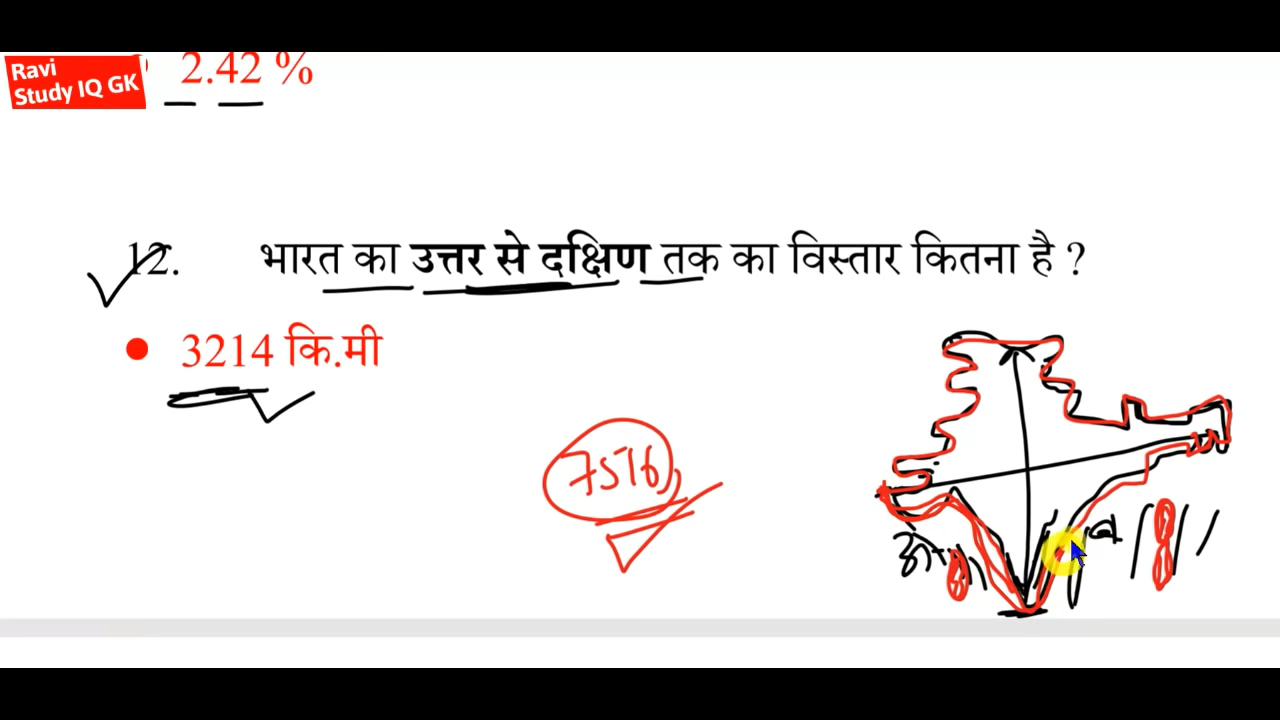 Ravi
Study IQ GK
2.42 %
12. भारत का उत्तर से दक्षिण तक का विस्तार कितना है ?
3214 कि.मी
7516